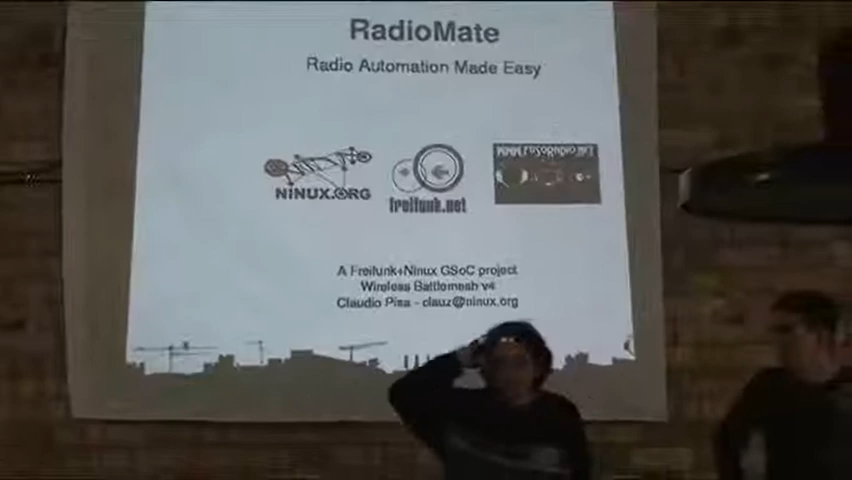 RadioMate
Radio Automation Made Easy
NiNUX.ORG
freifunk.net
A Freifunk+Ninux GSoC project
Wireless Battlemesh v4
Claudio Pisa - clauz@ninux.org